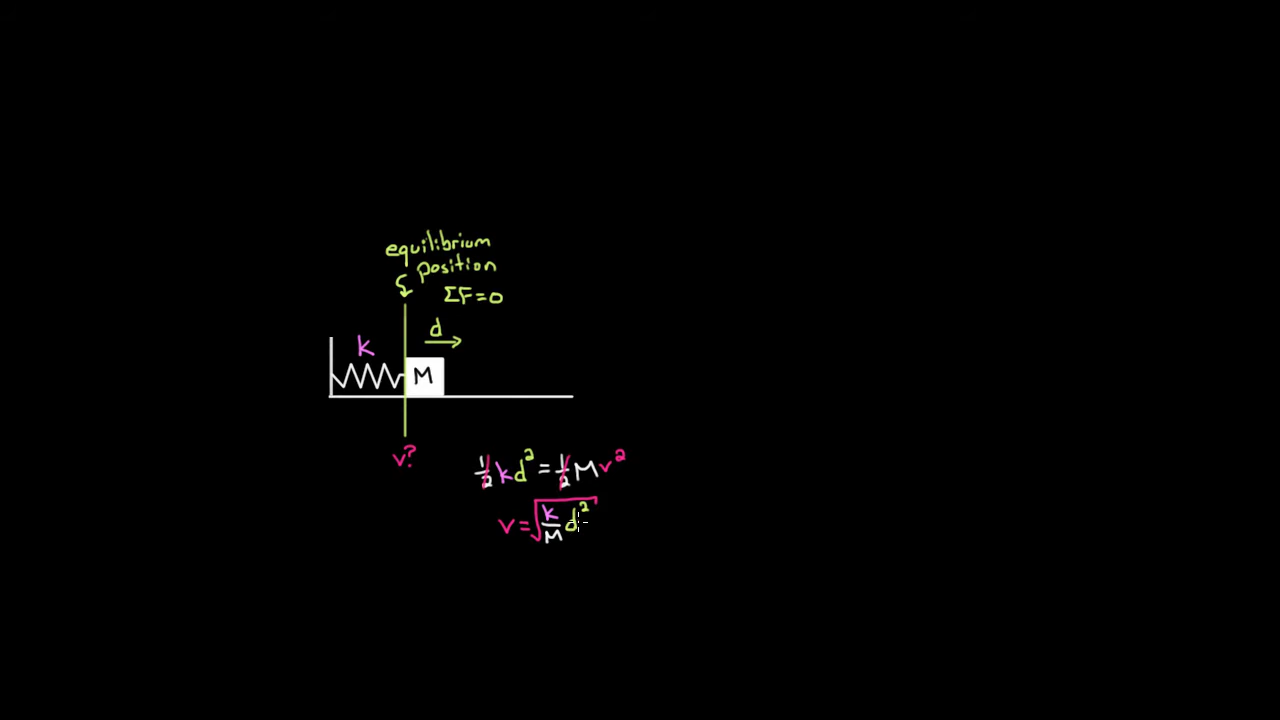 equilibrium
position
ΣF=0
d
k
M
v?
½kd²=½Mv²
v=√(k/M d²)